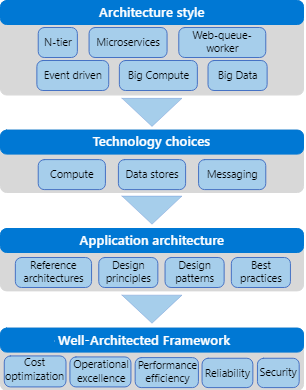 Architecture style
N-tier Microservices Web-queue-
worker
Event driven Big Compute Big Data
Technology choices
Compute Data stores Messaging
Application architecture
Reference Design Design Best
architectures principles patterns practices
Well-Architected Framework
Cost Operational Performance Reliability Security
optimization excellence efficiency